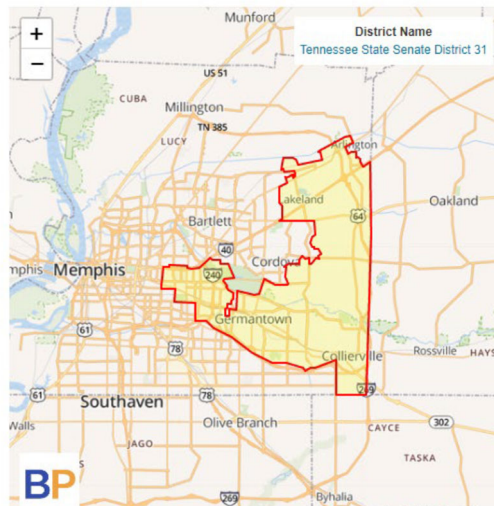 Munford
+
−
District Name
Tennessee State Senate District 31
US 51
CUBA
Millington
TN 385
LUCY
Arlington
Lakeland
Bartlett
64
Oakland
40
Cordova
mphis
Memphis
240
61
Germantown
78
Collierville
Rossville
HAYS
269
61
78
Southaven
Walls
Olive Branch
CAYCE
302
JAGO
TASKA
BP
269
Byhalia